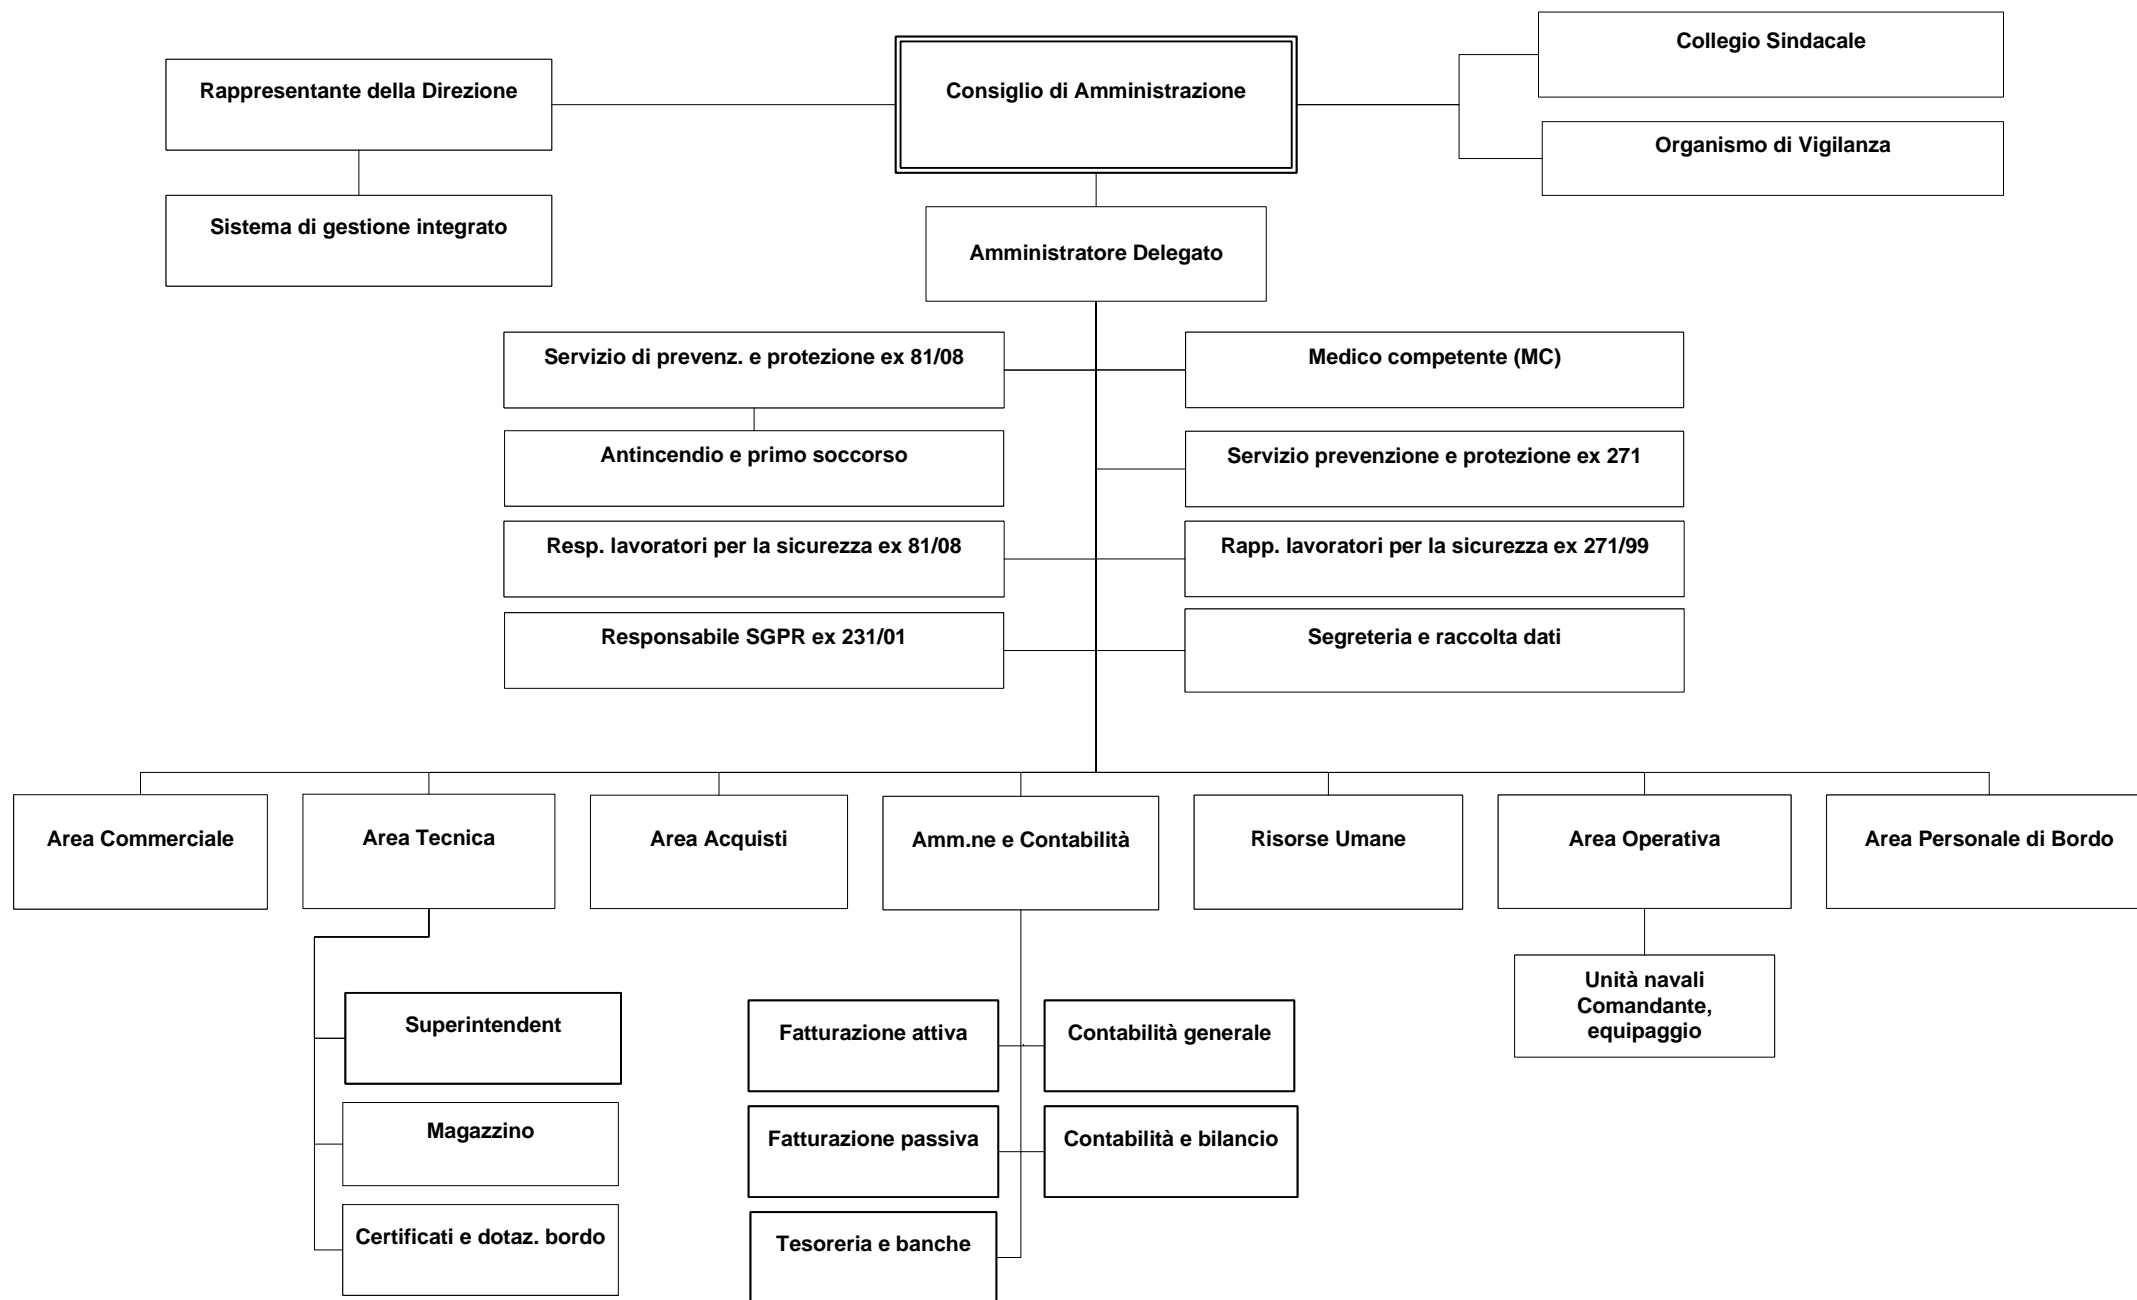 Collegio Sindacale
Rappresentante della Direzione
Consiglio di Amministrazione
Organismo di Vigilanza
Sistema di gestione integrato
Amministratore Delegato
Servizio di prevenz. e protezione ex 81/08
Medico competente (MC)
Antincendio e primo soccorso
Servizio prevenzione e protezione ex 271
Resp. lavoratori per la sicurezza ex 81/08
Rapp. lavoratori per la sicurezza ex 271/99
Responsabile SGPR ex 231/01
Segreteria e raccolta dati
Area Commerciale
Area Tecnica
Area Acquisti
Amm.ne e Contabilità
Risorse Umane
Area Operativa
Area Personale di Bordo
Unità navali
Comandante,
equipaggio
Superintendent
Fatturazione attiva
Contabilità generale
Magazzino
Fatturazione passiva
Contabilità e bilancio
Certificati e dotaz. bordo
Tesoreria e banche